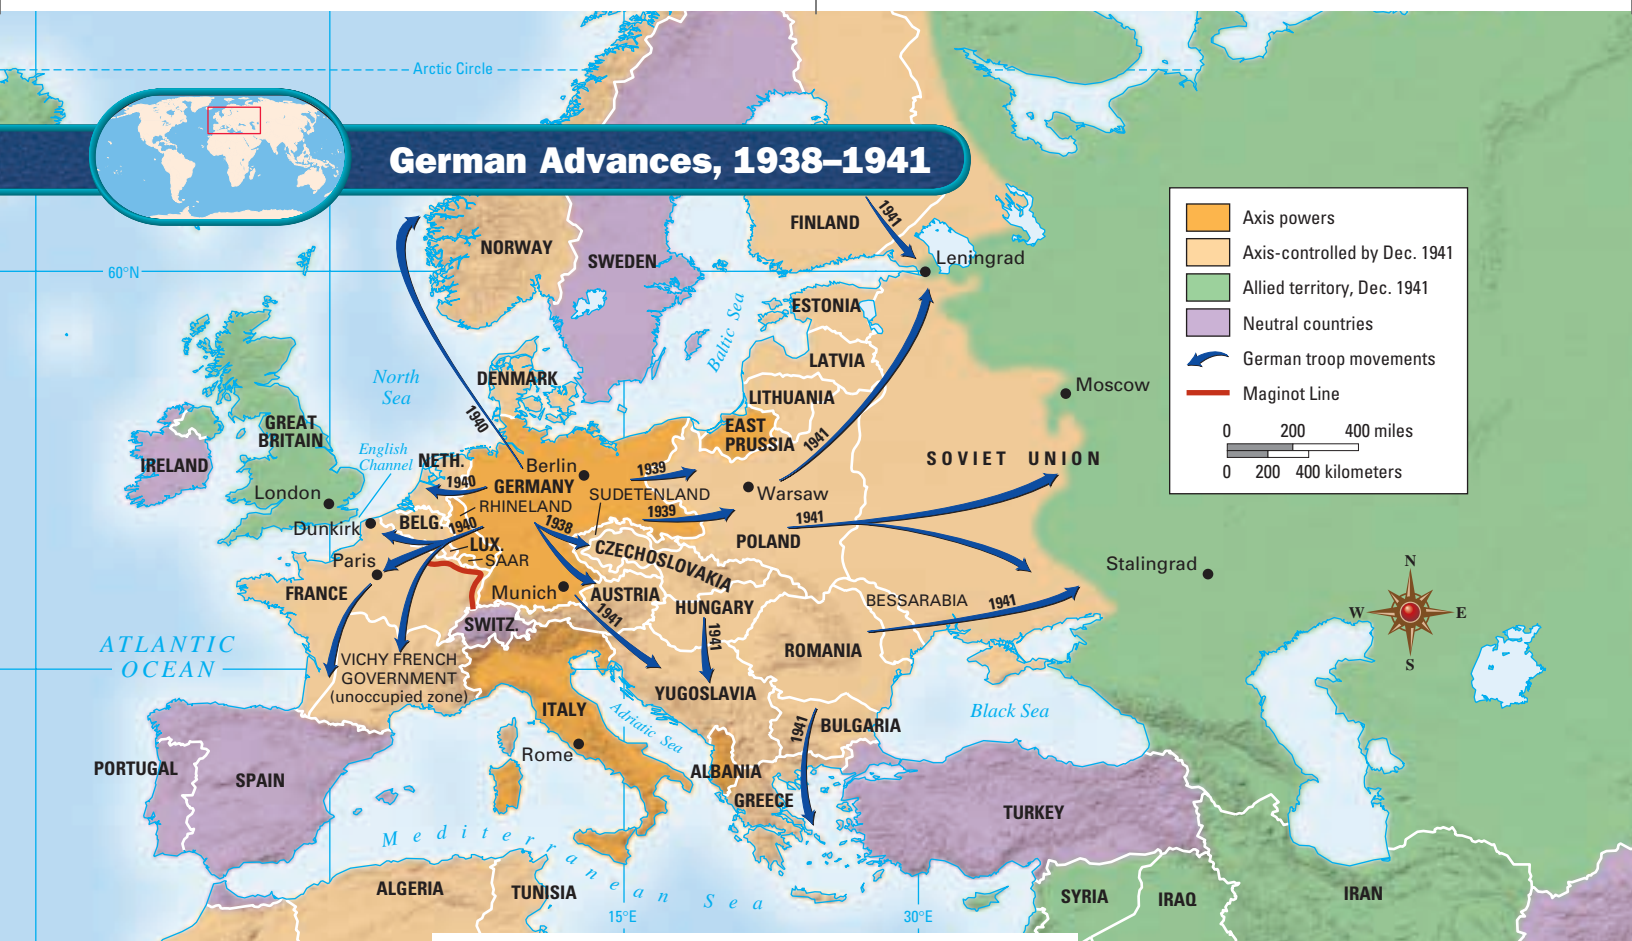 Arctic Circle
German Advances, 1938–1941
60°N
NORWAY
SWEDEN
FINLAND
1941
Leningrad
ESTONIA
LATVIA
LITHUANIA
Baltic Sea
North
Sea
DENMARK
1940
EAST
PRUSSIA
1941
Moscow
SOVIET UNION
GREAT
BRITAIN
IRELAND
English
Channel
NETH.
London
Dunkirk
Berlin
GERMANY
1940
RHINELAND
1939
SUDETENLAND
1939
Warsaw
BELG.
1940
1938
1941
POLAND
LUX.
SAAR
Paris
CZECHOSLOVAKIA
Stalingrad
FRANCE
Munich
AUSTRIA
HUNGARY
BESSARABIA
1941
1941
1941
SWITZ.
ROMANIA
ATLANTIC
OCEAN
VICHY FRENCH
GOVERNMENT
(unoccupied zone)
YUGOSLAVIA
ITALY
Adriatic Sea
1941
BULGARIA
Black Sea
Rome
PORTUGAL
SPAIN
ALBANIA
GREECE
TURKEY
Mediterranean Sea
ALGERIA
TUNISIA
15°E
30°E
SYRIA
IRAQ
IRAN
Axis powers
Axis-controlled by Dec. 1941
Allied territory, Dec. 1941
Neutral countries
German troop movements
Maginot Line
0 200 400 miles
0 200 400 kilometers
N
W E
S